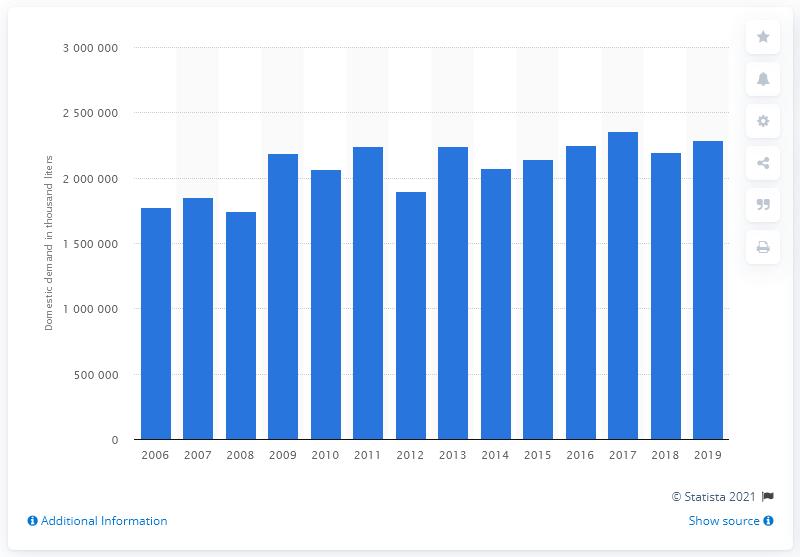 3 000 000
2 500 000
2 000 000
1 500 000
1 000 000
500 000
0
Domestic demand in thousand liters
2006 2007 2008 2009 2010 2011 2012 2013 2014 2015 2016 2017 2018 2019
© Statista 2021
Additional Information
Show source